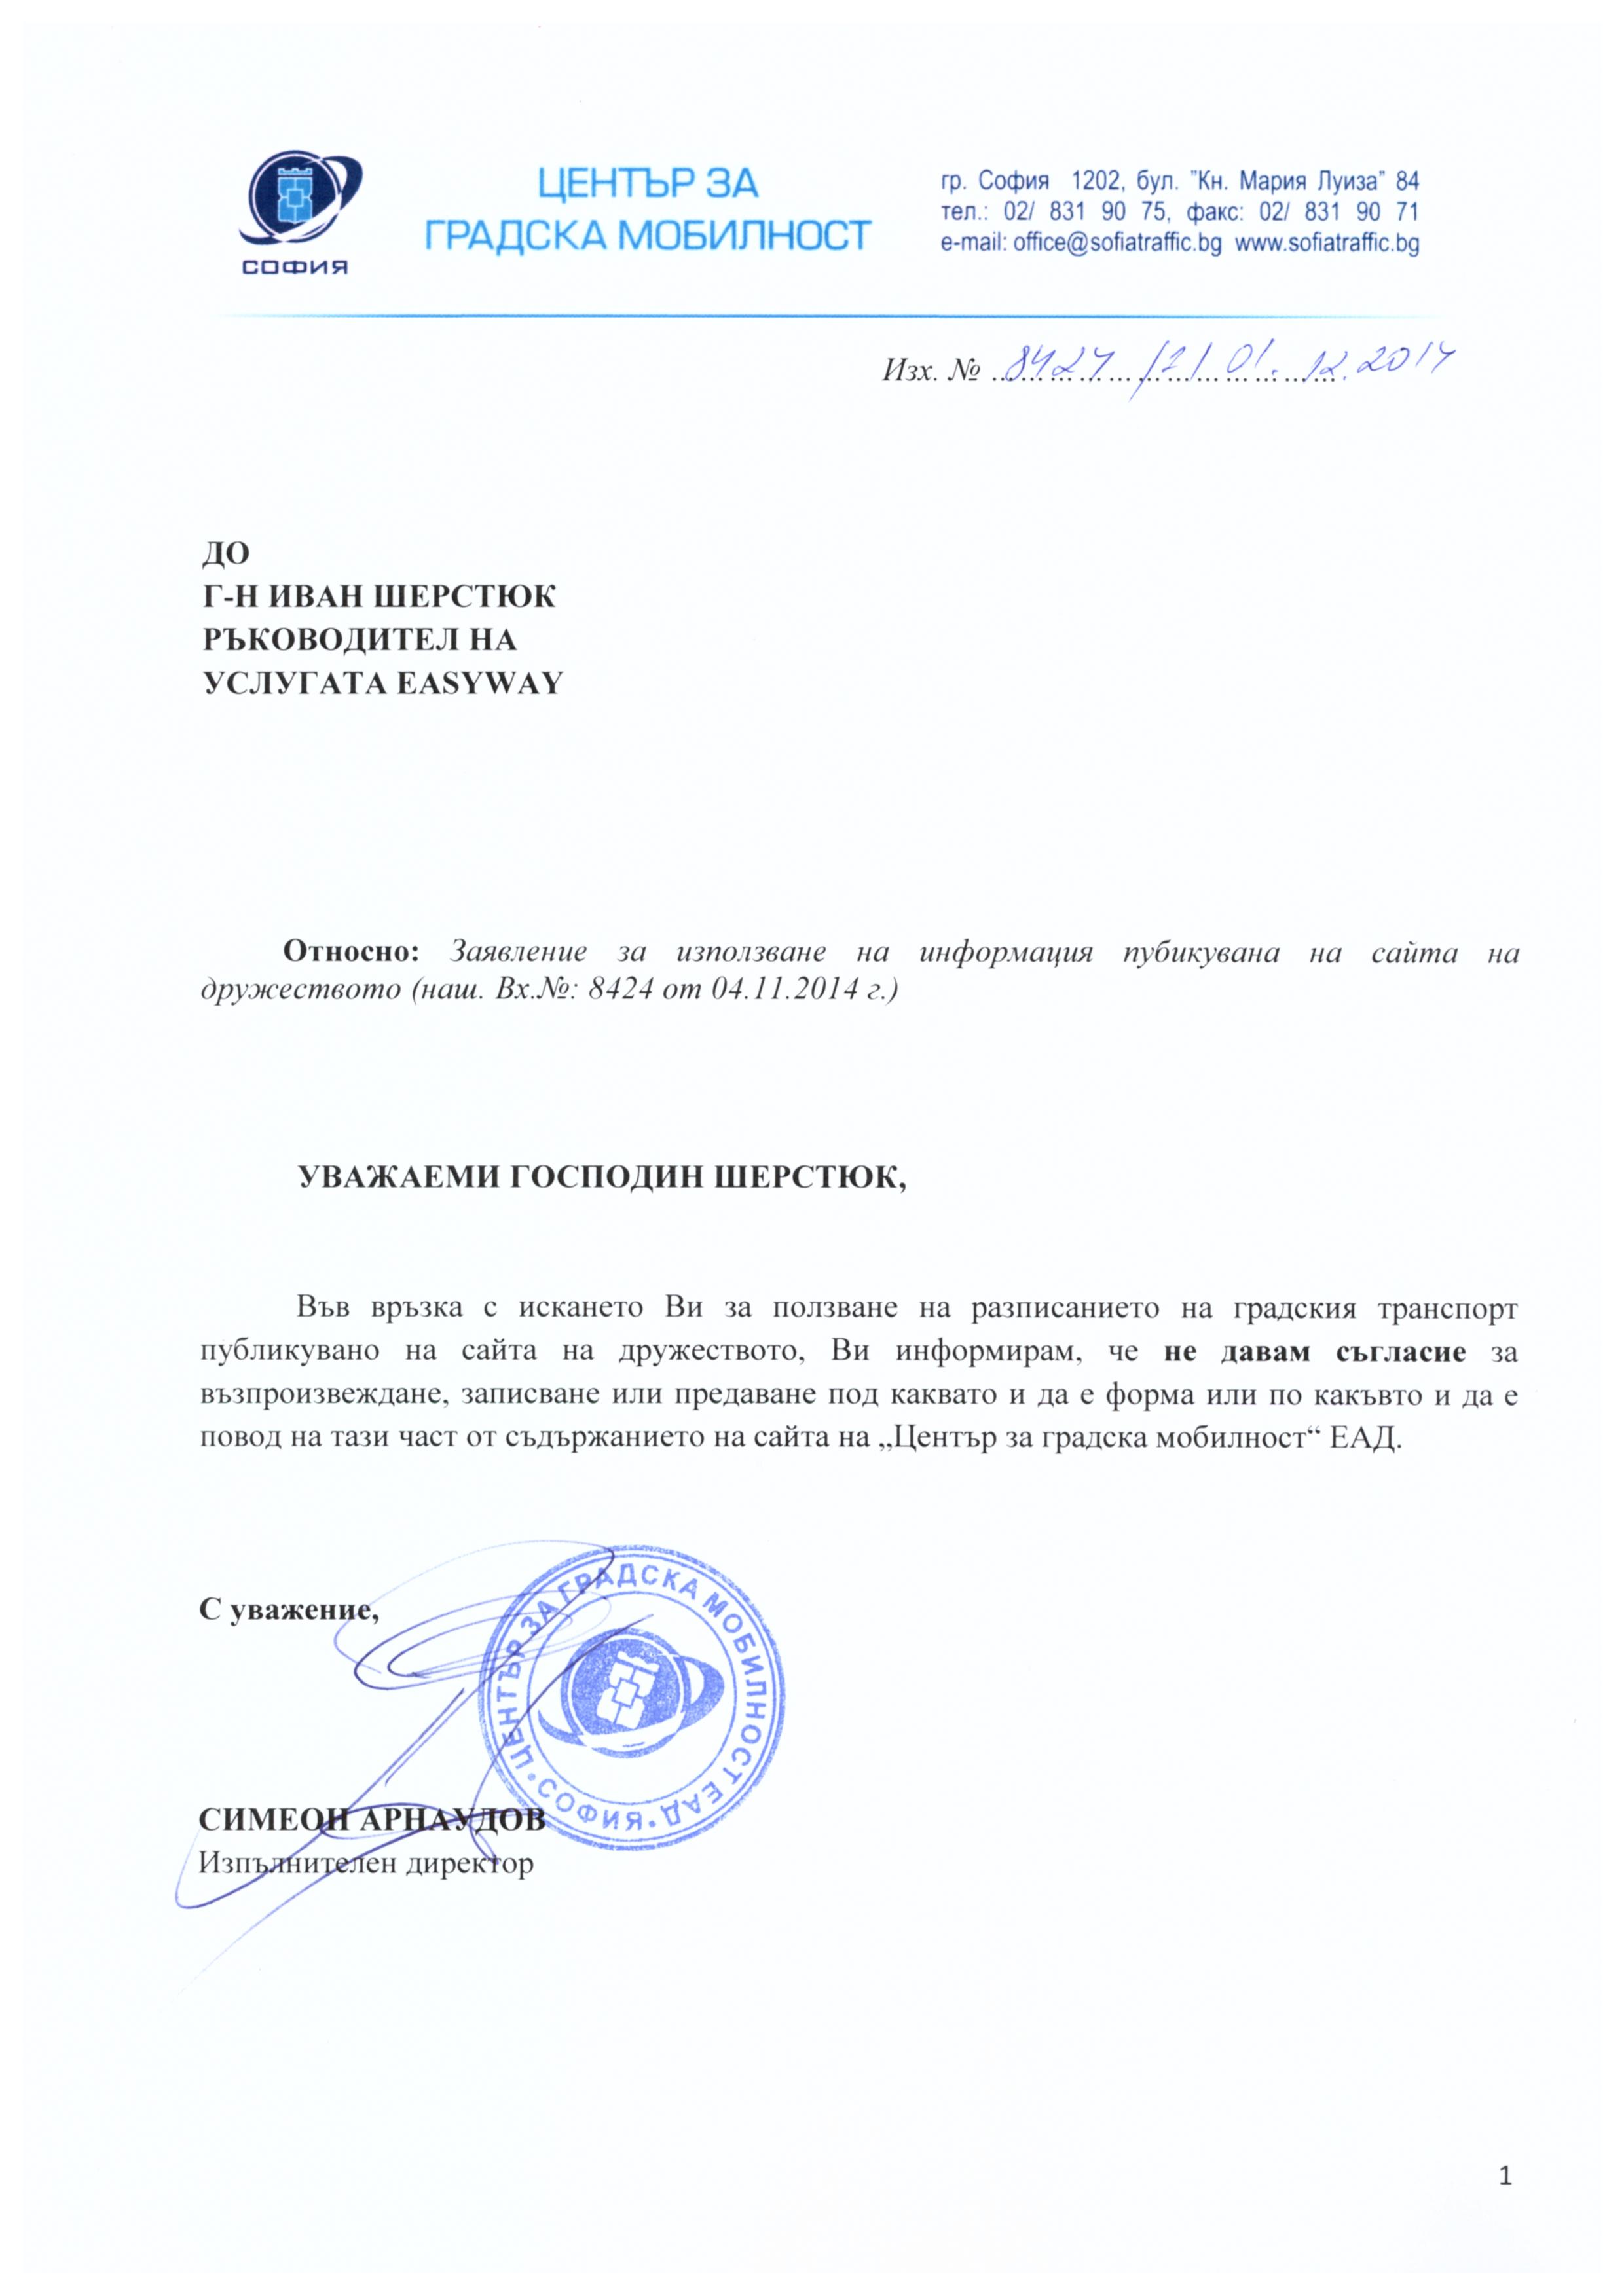 СОФИЯ
ЦЕНТЪР ЗА
ГРАДСКА МОБИЛНОСТ
гр. София 1202, бул. "Кн. Мария Луиза" 84
тел.: 02/ 831 90 75, факс: 02/ 831 90 71
e-mail: office@sofiatraffic.bg www.sofiatraffic.bg
Изх. № 8424 /2/ 01. 12. 2014
ДО
Г-Н ИВАН ШЕРСТЮК
РЪКОВОДИТЕЛ НА
УСЛУГАТА EASYWAY
Относно: Заявление за използване на информация пубикувана на сайта на
дружеството (наш. Вх.№: 8424 от 04.11.2014 г.)
УВАЖАЕМИ ГОСПОДИН ШЕРСТЮК,
Във връзка с искането Ви за ползване на разписанието на градския транспорт
публикувано на сайта на дружеството, Ви информирам, че не давам съгласие за
възпроизвеждане, записване или предаване под каквато и да е форма или по какъвто и да е
повод на тази част от съдържанието на сайта на „Център за градска мобилност“ ЕАД.
С уважение,
ЦЕНТЪР ЗА ГРАДСКА МОБИЛНОСТ ЕАД • СОФИЯ •
СИМЕОН АРНАУДОВ
Изпълнителен директор
1